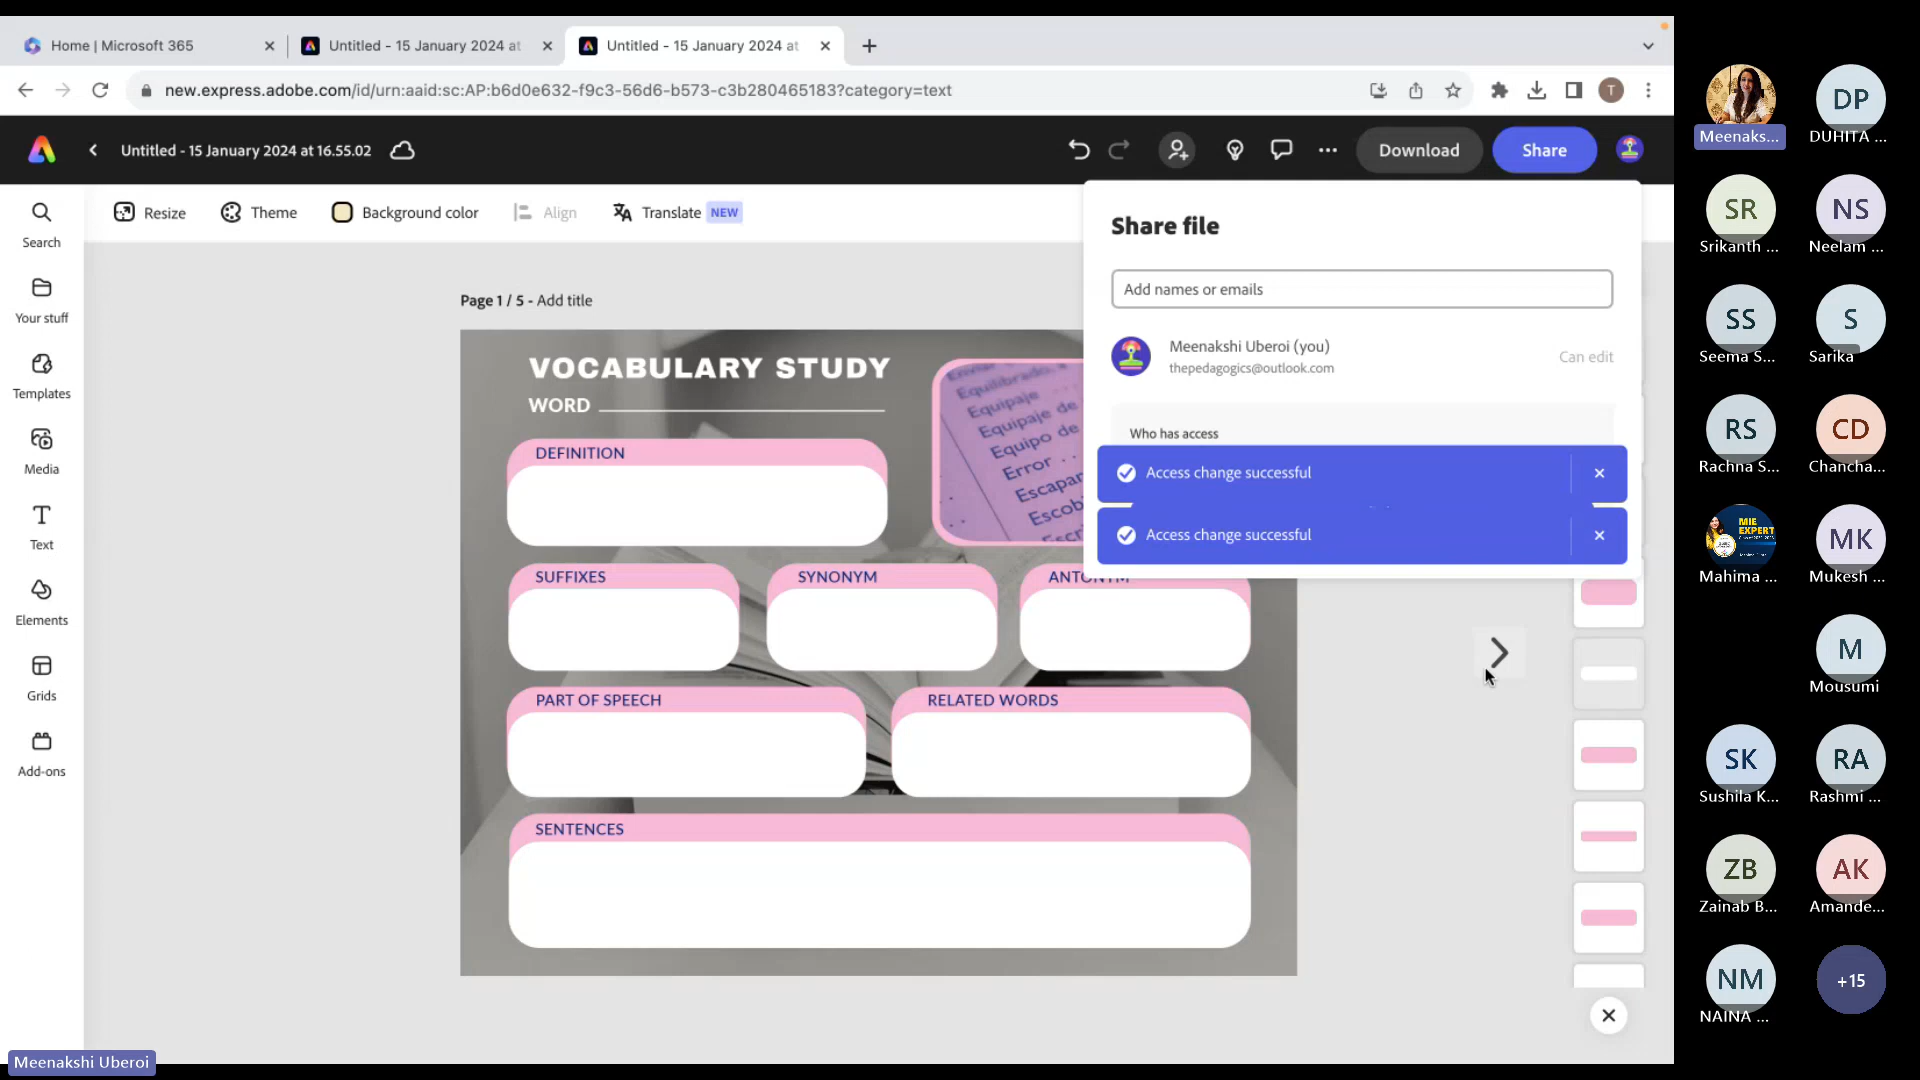 Home | Microsoft 365
Untitled - 15 January 2024 at
Untitled - 15 January 2024 at
new.express.adobe.com/id/urn:aaid:sc:AP:b6d0e632-f9c3-56d6-b573-c3b280465183?category=text
T
Untitled - 15 January 2024 at 16.55.02
Download
Share
Resize
Theme
Background color
Align
Translate NEW
Search
Your stuff
Templates
Media
Text
Elements
Grids
Add-ons
Page 1 / 5 - Add title
VOCABULARY STUDY
WORD
DEFINITION
Equilibrado,
Equipaje
Equipaje de
Equipo de
Error
Escapar
SUFFIXES
SYNONYM
ANTONYM
PART OF SPEECH
RELATED WORDS
SENTENCES
Share file
Add names or emails
Meenakshi Uberoi (you)
thepedagogics@outlook.com
Can edit
Who has access
Access change successful
Access change successful
Meenaks...
DP
DUHITA ...
SR
Srikanth ...
NS
Neelam ...
SS
Seema S...
S
Sarika
RS
Rachna S...
CD
Chancha...
MIE
EXPERT
Mahima ...
MK
Mukesh ...
M
Mousumi
SK
Sushila K...
RA
Rashmi ...
ZB
Zainab B...
AK
Amande...
NM
NAINA ...
+15
Meenakshi Uberoi